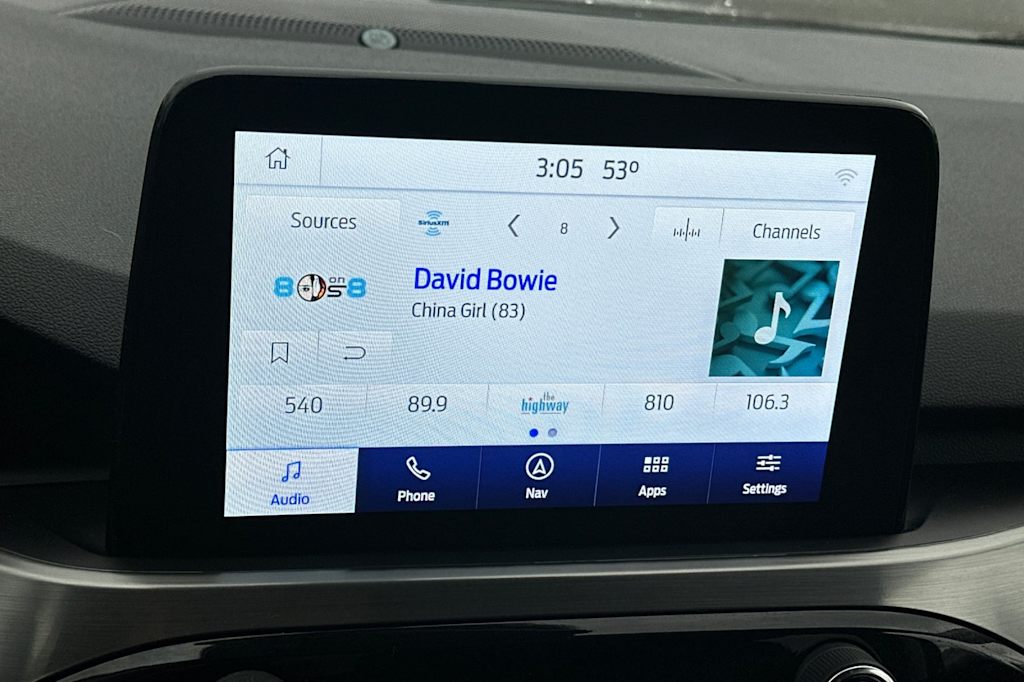 3:05 53º
Sources SiriusXM 8 Channels
80s on 8
David Bowie
China Girl (83)
540 89.9 the highway 810 106.3
Audio Phone Nav Apps Settings